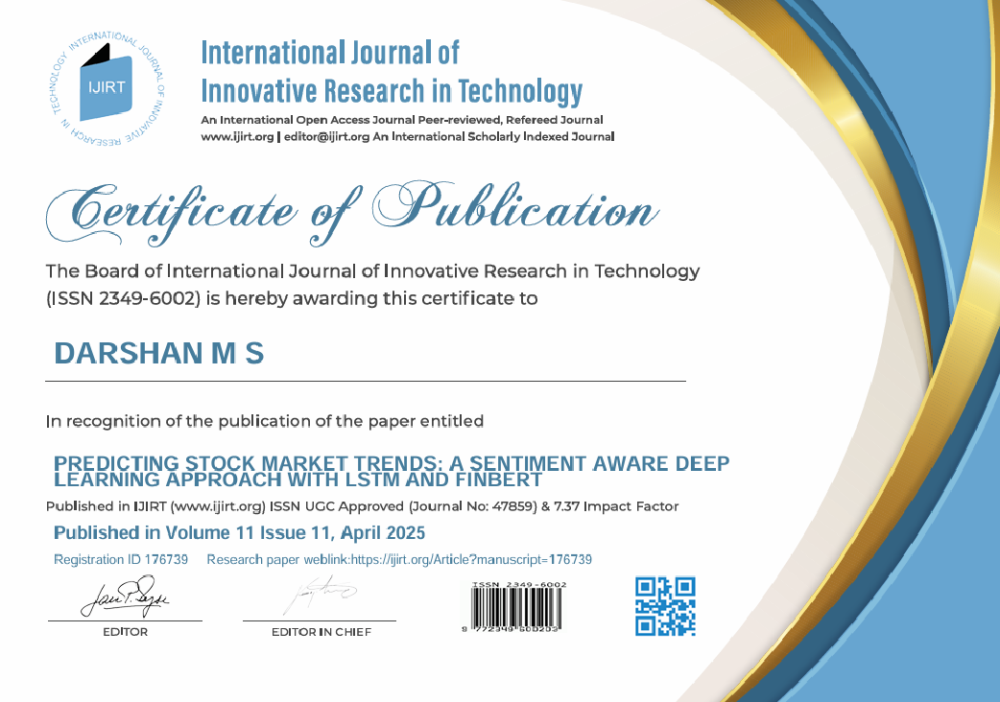 INTERNATIONAL JOURNAL OF INNOVATIVE RESEARCH IN TECHNOLOGY
IJIRT
International Journal of
Innovative Research in Technology
An International Open Access Journal Peer-reviewed, Refereed Journal
www.ijirt.org | editor@ijirt.org An International Scholarly Indexed Journal
Certificate of Publication
The Board of International Journal of Innovative Research in Technology
(ISSN 2349-6002) is hereby awarding this certificate to
DARSHAN M S
In recognition of the publication of the paper entitled
PREDICTING STOCK MARKET TRENDS: A SENTIMENT AWARE DEEP
LEARNING APPROACH WITH LSTM AND FINBERT
Published in IJIRT (www.ijirt.org) ISSN UGC Approved (Journal No: 47859) & 7.37 Impact Factor
Published in Volume 11 Issue 11, April 2025
Registration ID 176739 Research paper weblink:https://ijirt.org/Article?manuscript=176739
ISSN 2349-6002
9 772349 600203
EDITOR
EDITOR IN CHIEF